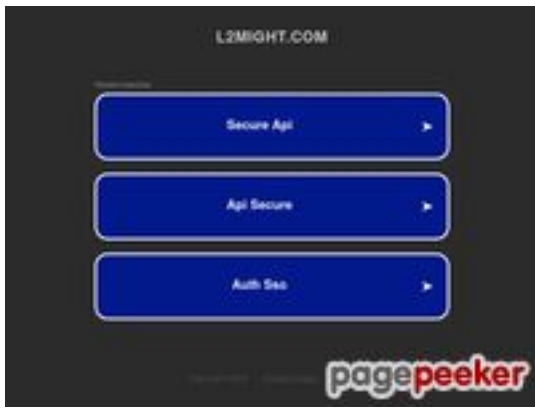 L2MIGHT.COM
Secure Api
Api Secure
Auth Sso
pagepeeker